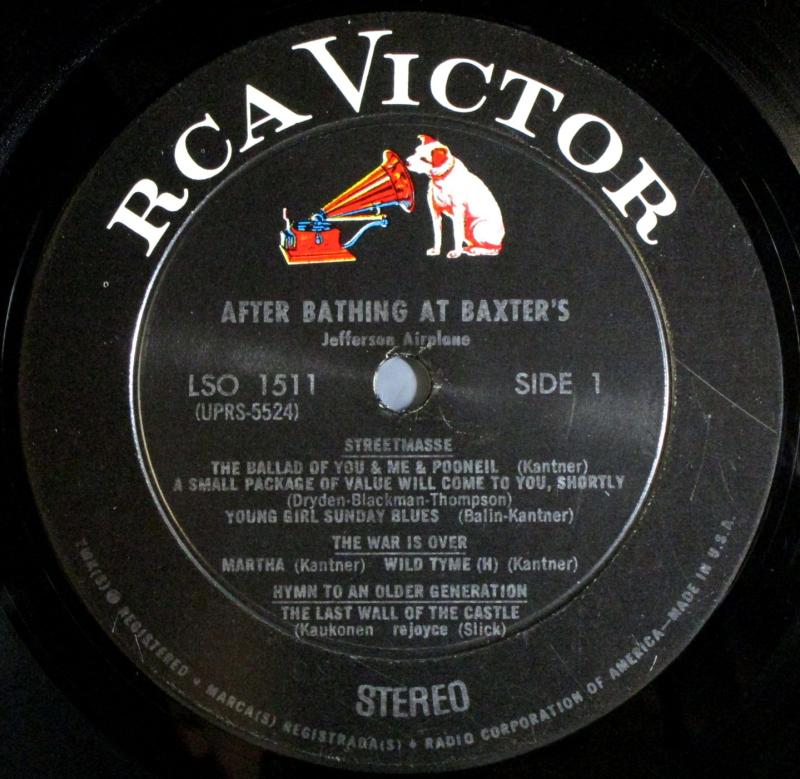 RCA VICTOR
AFTER BATHING AT BAXTER'S
Jefferson Airplane
LSO 1511
SIDE 1
(UPRS-5524)
STREETMASSE
THE BALLAD OF YOU & ME & POONEIL (Kantner)
A SMALL PACKAGE OF VALUE WILL COME TO YOU, SHORTLY
(Dryden-Blackman-Thompson)
YOUNG GIRL SUNDAY BLUES (Balin-Kantner)
THE WAR IS OVER
MARTHA (Kantner) WILD TYME (H) (Kantner)
HYMN TO AN OLDER GENERATION
THE LAST WALL OF THE CASTLE
(Kaukonen rejoyce (Slick)
STEREO
TMK(S) ® REGISTERED • MARCA(S) REGISTRADA(S) • RADIO CORPORATION OF AMERICA—MADE IN U.S.A.